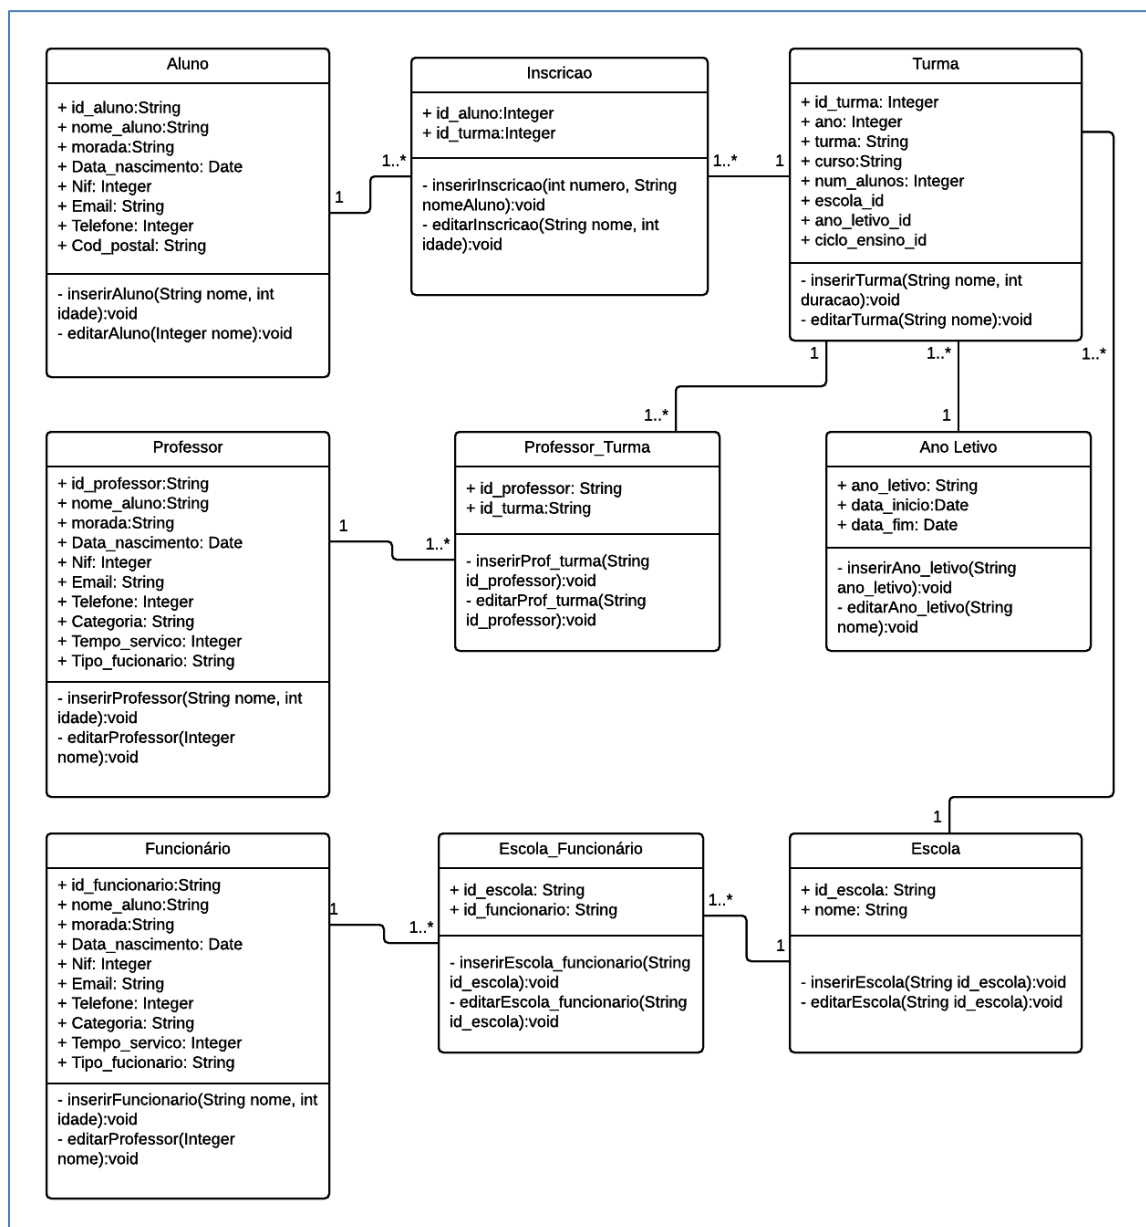 Aluno
+ id_aluno:String
+ nome_aluno:String
+ morada:String
+ Data_nascimento: Date
+ Nif: Integer
+ Email: String
+ Telefone: Integer
+ Cod_postal: String
- inserirAluno(String nome, int
idade):void
- editarAluno(Integer nome):void
1
1..*
Inscricao
+ id_aluno:Integer
+ id_turma:Integer
- inserirInscricao(int numero, String
nomeAluno):void
- editarInscricao(String nome, int
idade):void
1..*
1
Turma
+ id_turma: Integer
+ ano: Integer
+ turma: String
+ curso:String
+ num_alunos: Integer
+ escola_id
+ ano_letivo_id
+ ciclo_ensino_id
- inserirTurma(String nome, int
duracao):void
- editarTurma(String nome):void
1
1..*
1..*
1..*
1
Professor
+ id_professor:String
+ nome_aluno:String
+ morada:String
+ Data_nascimento: Date
+ Nif: Integer
+ Email: String
+ Telefone: Integer
+ Categoria: String
+ Tempo_servico: Integer
+ Tipo_fucionario: String
- inserirProfessor(String nome, int
idade):void
- editarProfessor(Integer
nome):void
1
1..*
Professor_Turma
+ id_professor: String
+ id_turma:String
- inserirProf_turma(String
id_professor):void
- editarProf_turma(String
id_professor):void
Ano Letivo
+ ano_letivo: String
+ data_inicio:Date
+ data_fim: Date
- inserirAno_letivo(String
ano_letivo):void
- editarAno_letivo(String
nome):void
1
Funcionário
+ id_funcionario:String
+ nome_aluno:String
+ morada:String
+ Data_nascimento: Date
+ Nif: Integer
+ Email: String
+ Telefone: Integer
+ Categoria: String
+ Tempo_servico: Integer
+ Tipo_fucionario: String
- inserirFuncionario(String nome, int
idade):void
- editarProfessor(Integer
nome):void
1
1..*
Escola_Funcionário
+ id_escola: String
+ id_funcionario: String
- inserirEscola_funcionario(String
id_escola):void
- editarEscola_funcionario(String
id_escola):void
1..*
1
Escola
+ id_escola: String
+ nome: String
- inserirEscola(String id_escola):void
- editarEscola(String id_escola):void